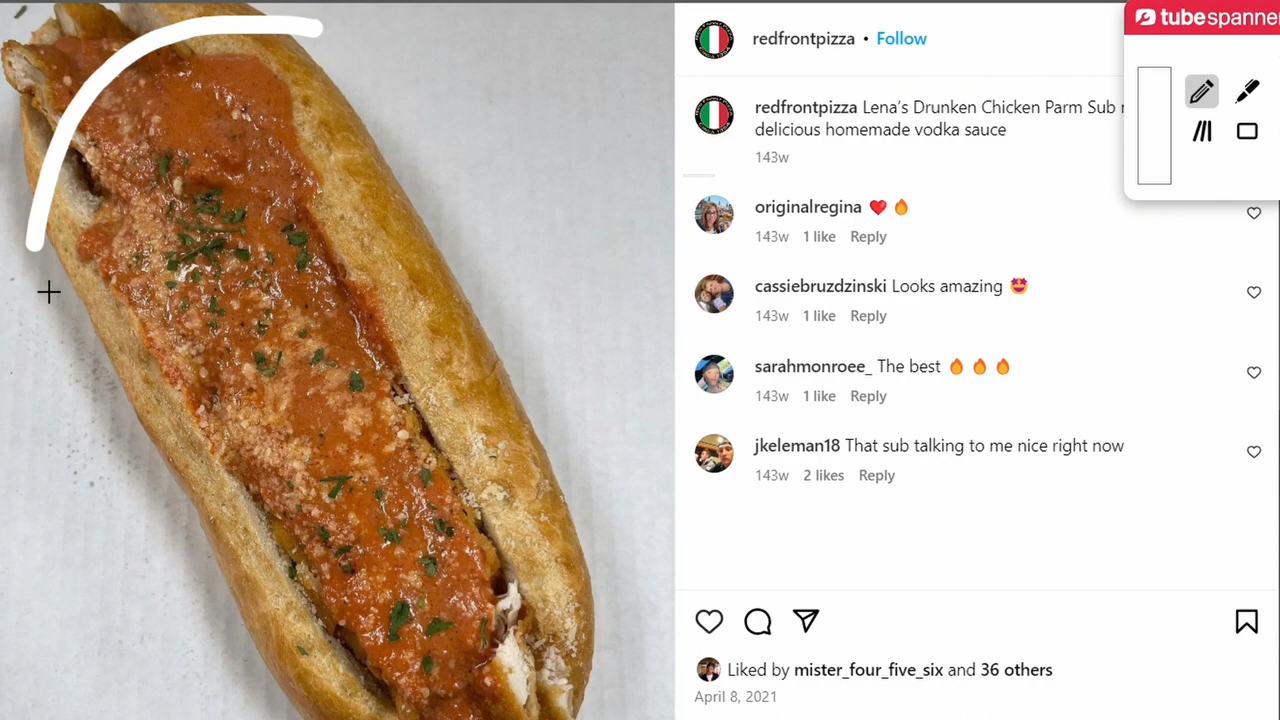 tubespanner
redfrontpizza • Follow
redfrontpizza Lena's Drunken Chicken Parm Sub
delicious homemade vodka sauce
143w
originalregina ❤️ 🔥
143w 1 like Reply
cassiebruzdzinski Looks amazing 🤩
143w 1 like Reply
sarahmonroee_ The best 🔥 🔥 🔥
143w 1 like Reply
jkeleman18 That sub talking to me nice right now
143w 2 likes Reply
Liked by mister_four_five_six and 36 others
April 8, 2021